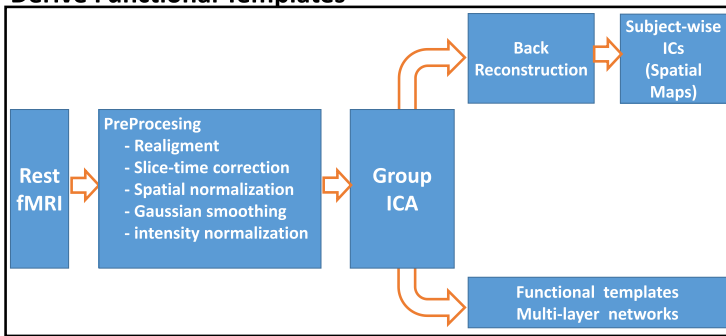 Derive Functional Templates
Back
Reconstruction
Subject-wise
ICs
(Spatial
Maps)
Rest
fMRI
PreProcesing
- Realigment
- Slice-time correction
- Spatial normalization
- Gaussian smoothing
- intensity normalization
Group
ICA
Functional templates
Multi-layer networks